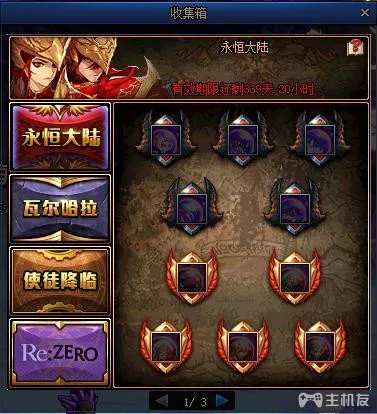 收集箱
永恒大陆
有效期限还剩339天 20小时
永恒大陆
瓦尔哈拉
使徒降临
Re:ZERO
1/ 3
主机友